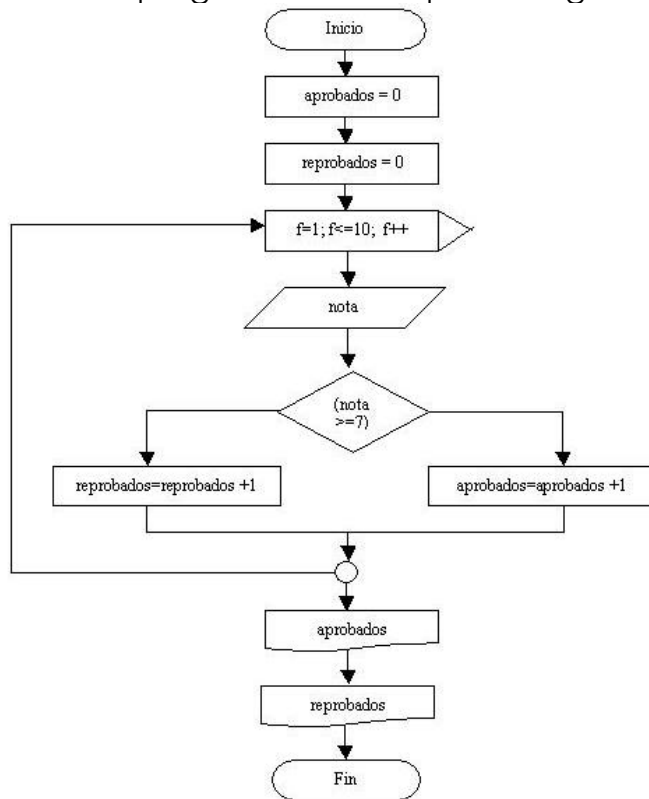 Inicio
aprobados = 0
reprobados = 0
f=1; f<=10; f++
nota
(nota
>=7)
reprobados=reprobados +1
aprobados=aprobados +1
aprobados
reprobados
Fin